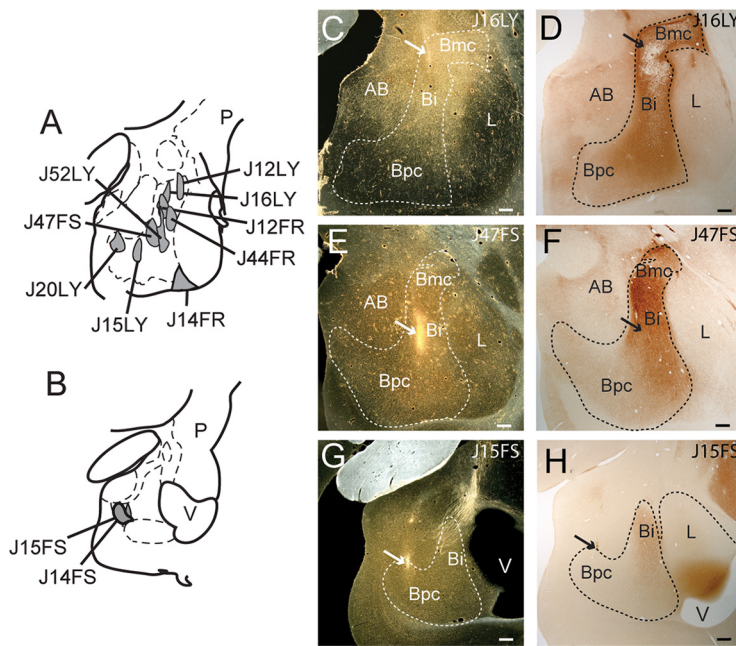 A
P
J52LY
J12LY
J16LY
J47FS
J12FR
J44FR
J20LY
J15LY
J14FR
B
P
V
J15FS
J14FS
C
J16LY
Bmc
AB
Bi
L
Bpc
D
J16LY
Bmc
AB
Bi
L
Bpc
E
J47FS
Bmc
AB
Bi
L
Bpc
F
J47FS
Bmc
AB
Bi
L
Bpc
G
J15FS
Bi
V
Bpc
H
J15FS
Bi
L
Bpc
V